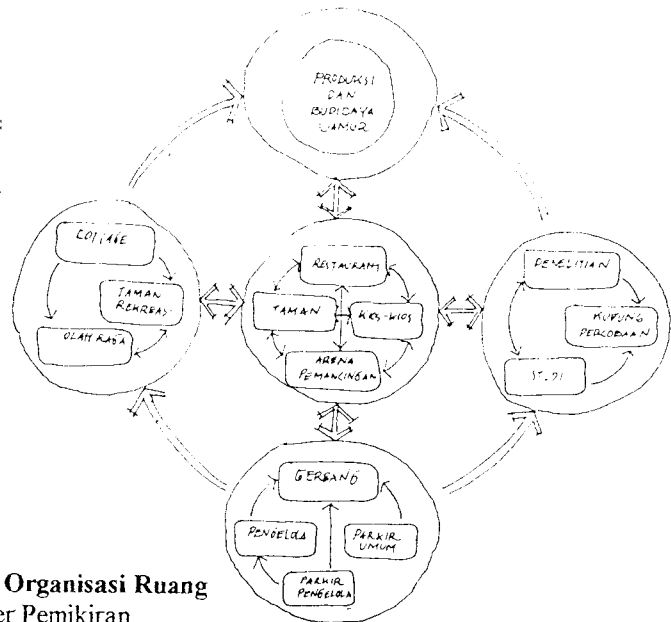 PRODUKSI
DAN
BUDIDAYA
JAMUR
COTTAGE
TAMAN
REKREASI
OLAH RAGA
RESTAURANT
TAMAN
KIOS-KIOS
ARENA
PEMANCINGAN
PENELITIAN
KUBUNG
PERCOBAAN
GERBANG
PENGELOLA
PARKIR
UMUM
PARKIR
PENGELOLA
Organisasi Ruang
er Pemikiran